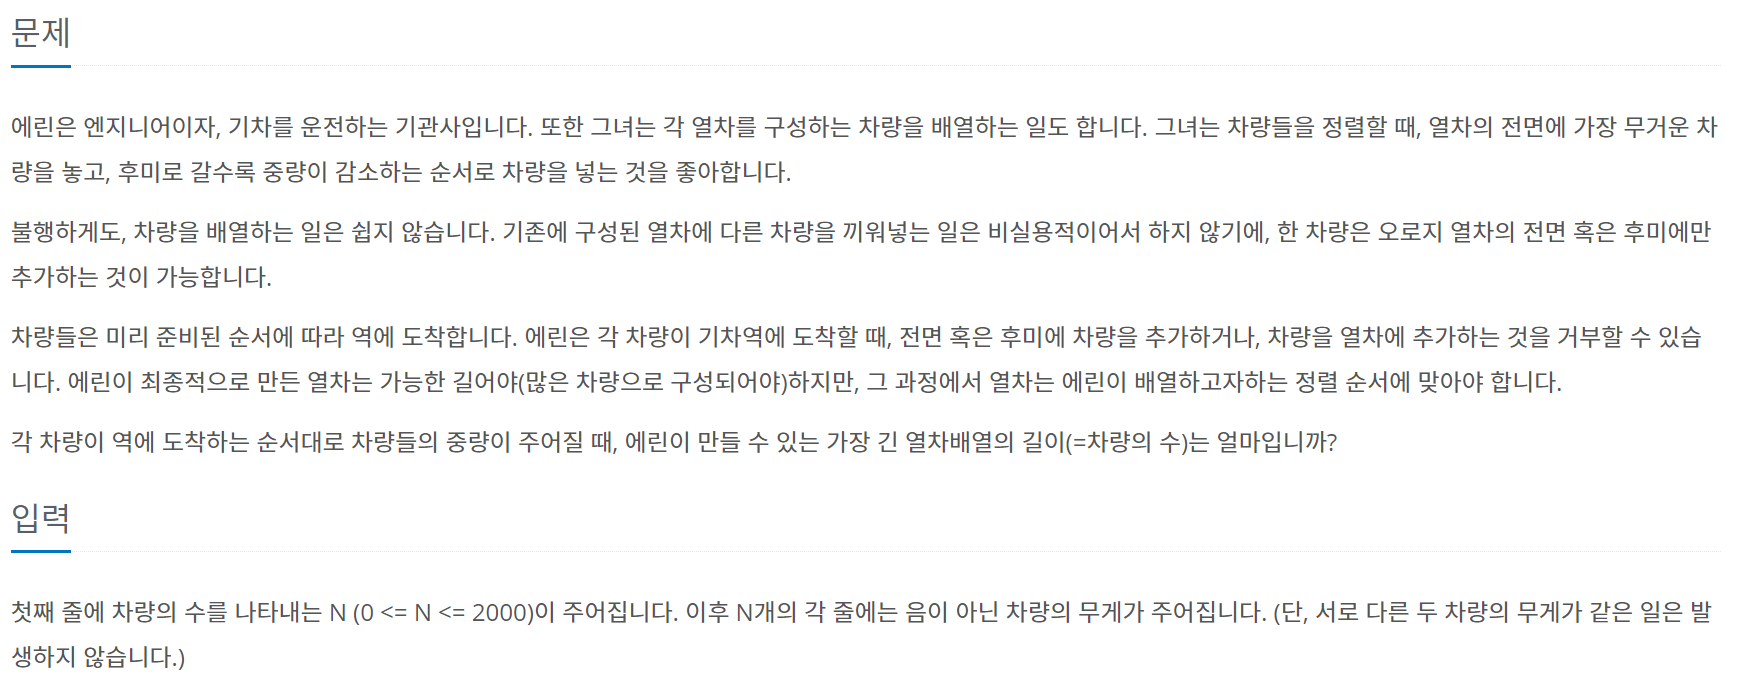 문제
에린은 엔지니어이자, 기차를 운전하는 기관사입니다. 또한 그녀는 각 열차를 구성하는 차량을 배열하는 일도 합니다. 그녀는 차량들을 정렬할 때, 열차의 전면에 가장 무거운 차
량을 놓고, 후미로 갈수록 중량이 감소하는 순서로 차량을 넣는 것을 좋아합니다.
불행하게도, 차량을 배열하는 일은 쉽지 않습니다. 기존에 구성된 열차에 다른 차량을 끼워넣는 일은 비실용적이어서 하지 않기에, 한 차량은 오로지 열차의 전면 혹은 후미에만
추가하는 것이 가능합니다.
차량들은 미리 준비된 순서에 따라 역에 도착합니다. 에린은 각 차량이 기차역에 도착할 때, 전면 혹은 후미에 차량을 추가하거나, 차량을 열차에 추가하는 것을 거부할 수 있습
니다. 에린이 최종적으로 만든 열차는 가능한 길어야(많은 차량으로 구성되어야)하지만, 그 과정에서 열차는 에린이 배열하고자하는 정렬 순서에 맞아야 합니다.
각 차량이 역에 도착하는 순서대로 차량들의 중량이 주어질 때, 에린이 만들 수 있는 가장 긴 열차배열의 길이(=차량의 수)는 얼마입니까?
입력
첫째 줄에 차량의 수를 나타내는 N (0 <= N <= 2000)이 주어집니다. 이후 N개의 각 줄에는 음이 아닌 차량의 무게가 주어집니다. (단, 서로 다른 두 차량의 무게가 같은 일은 발
생하지 않습니다.)